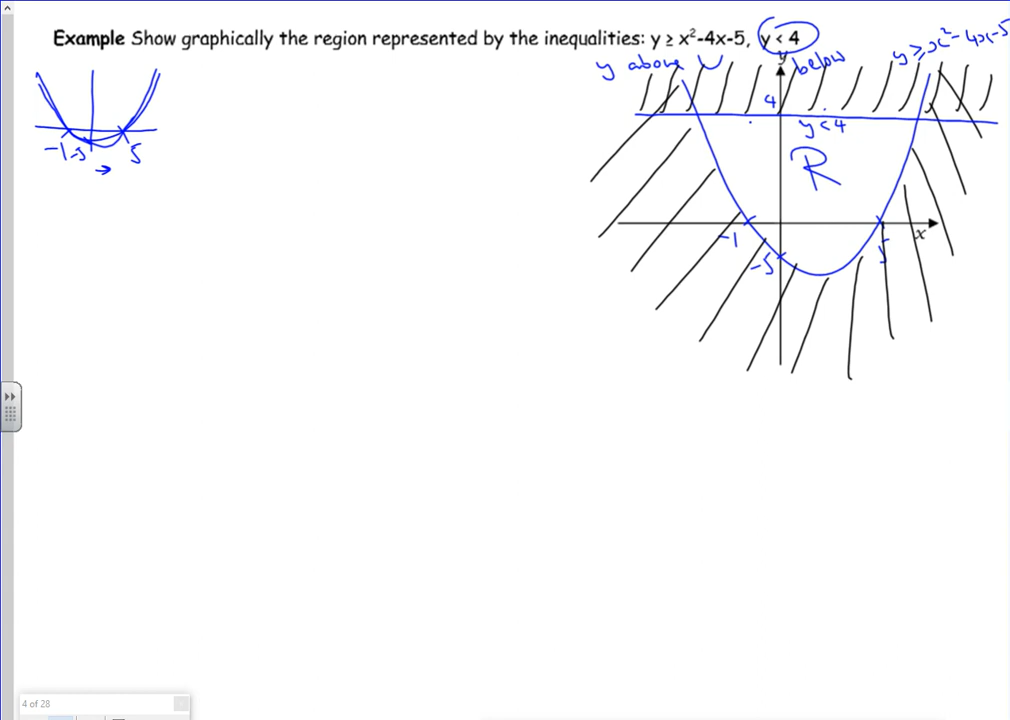 Example Show graphically the region represented by the inequalities: y ≥ x²-4x-5, y < 4
y above
y
below
y ≥ x² - 4x - 5
4
y < 4
R
-1
-5
5
x
-1
-5
5
4 of 28